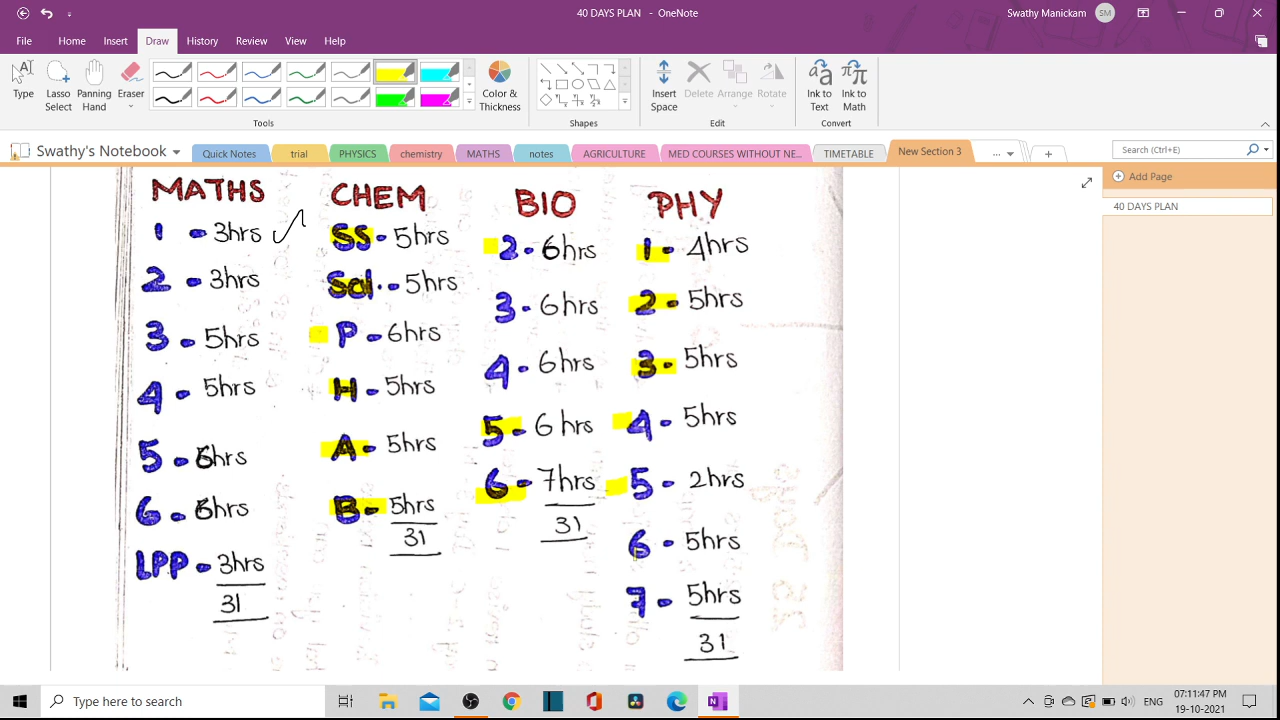 40 DAYS PLAN - OneNote
Swathy Manickam SM
File Home Insert Draw History Review View Help
Type
Lasso Select
Panning Hand
Eraser
Color & Thickness
Insert Space
Delete
Arrange
Rotate
Ink to Text
Ink to Math
Tools
Shapes
Edit
Convert
Swathy's Notebook
Quick Notes trial PHYSICS chemistry MATHS notes AGRICULTURE MED COURSES WITHOUT NE... TIMETABLE New Section 3 ...
Search (Ctrl+E)
Add Page
40 DAYS PLAN
MATHS
1 - 3hrs
2 - 3hrs
3 - 5hrs
4 - 5hrs
5 - 6hrs
6 - 6hrs
LPP - 3hrs
31
CHEM
SS - 5hrs
Sol - 5hrs
P - 6hrs
H - 5hrs
A - 5hrs
B - 5hrs
31
BIO
2 - 6hrs
3 - 6hrs
4 - 6hrs
5 - 6hrs
6 - 7hrs
31
PHY
1 - 4hrs
2 - 5hrs
3 - 5hrs
4 - 5hrs
5 - 2hrs
6 - 5hrs
7 - 5hrs
31
Type here to search
ENG
07:11:47
19-10-2021